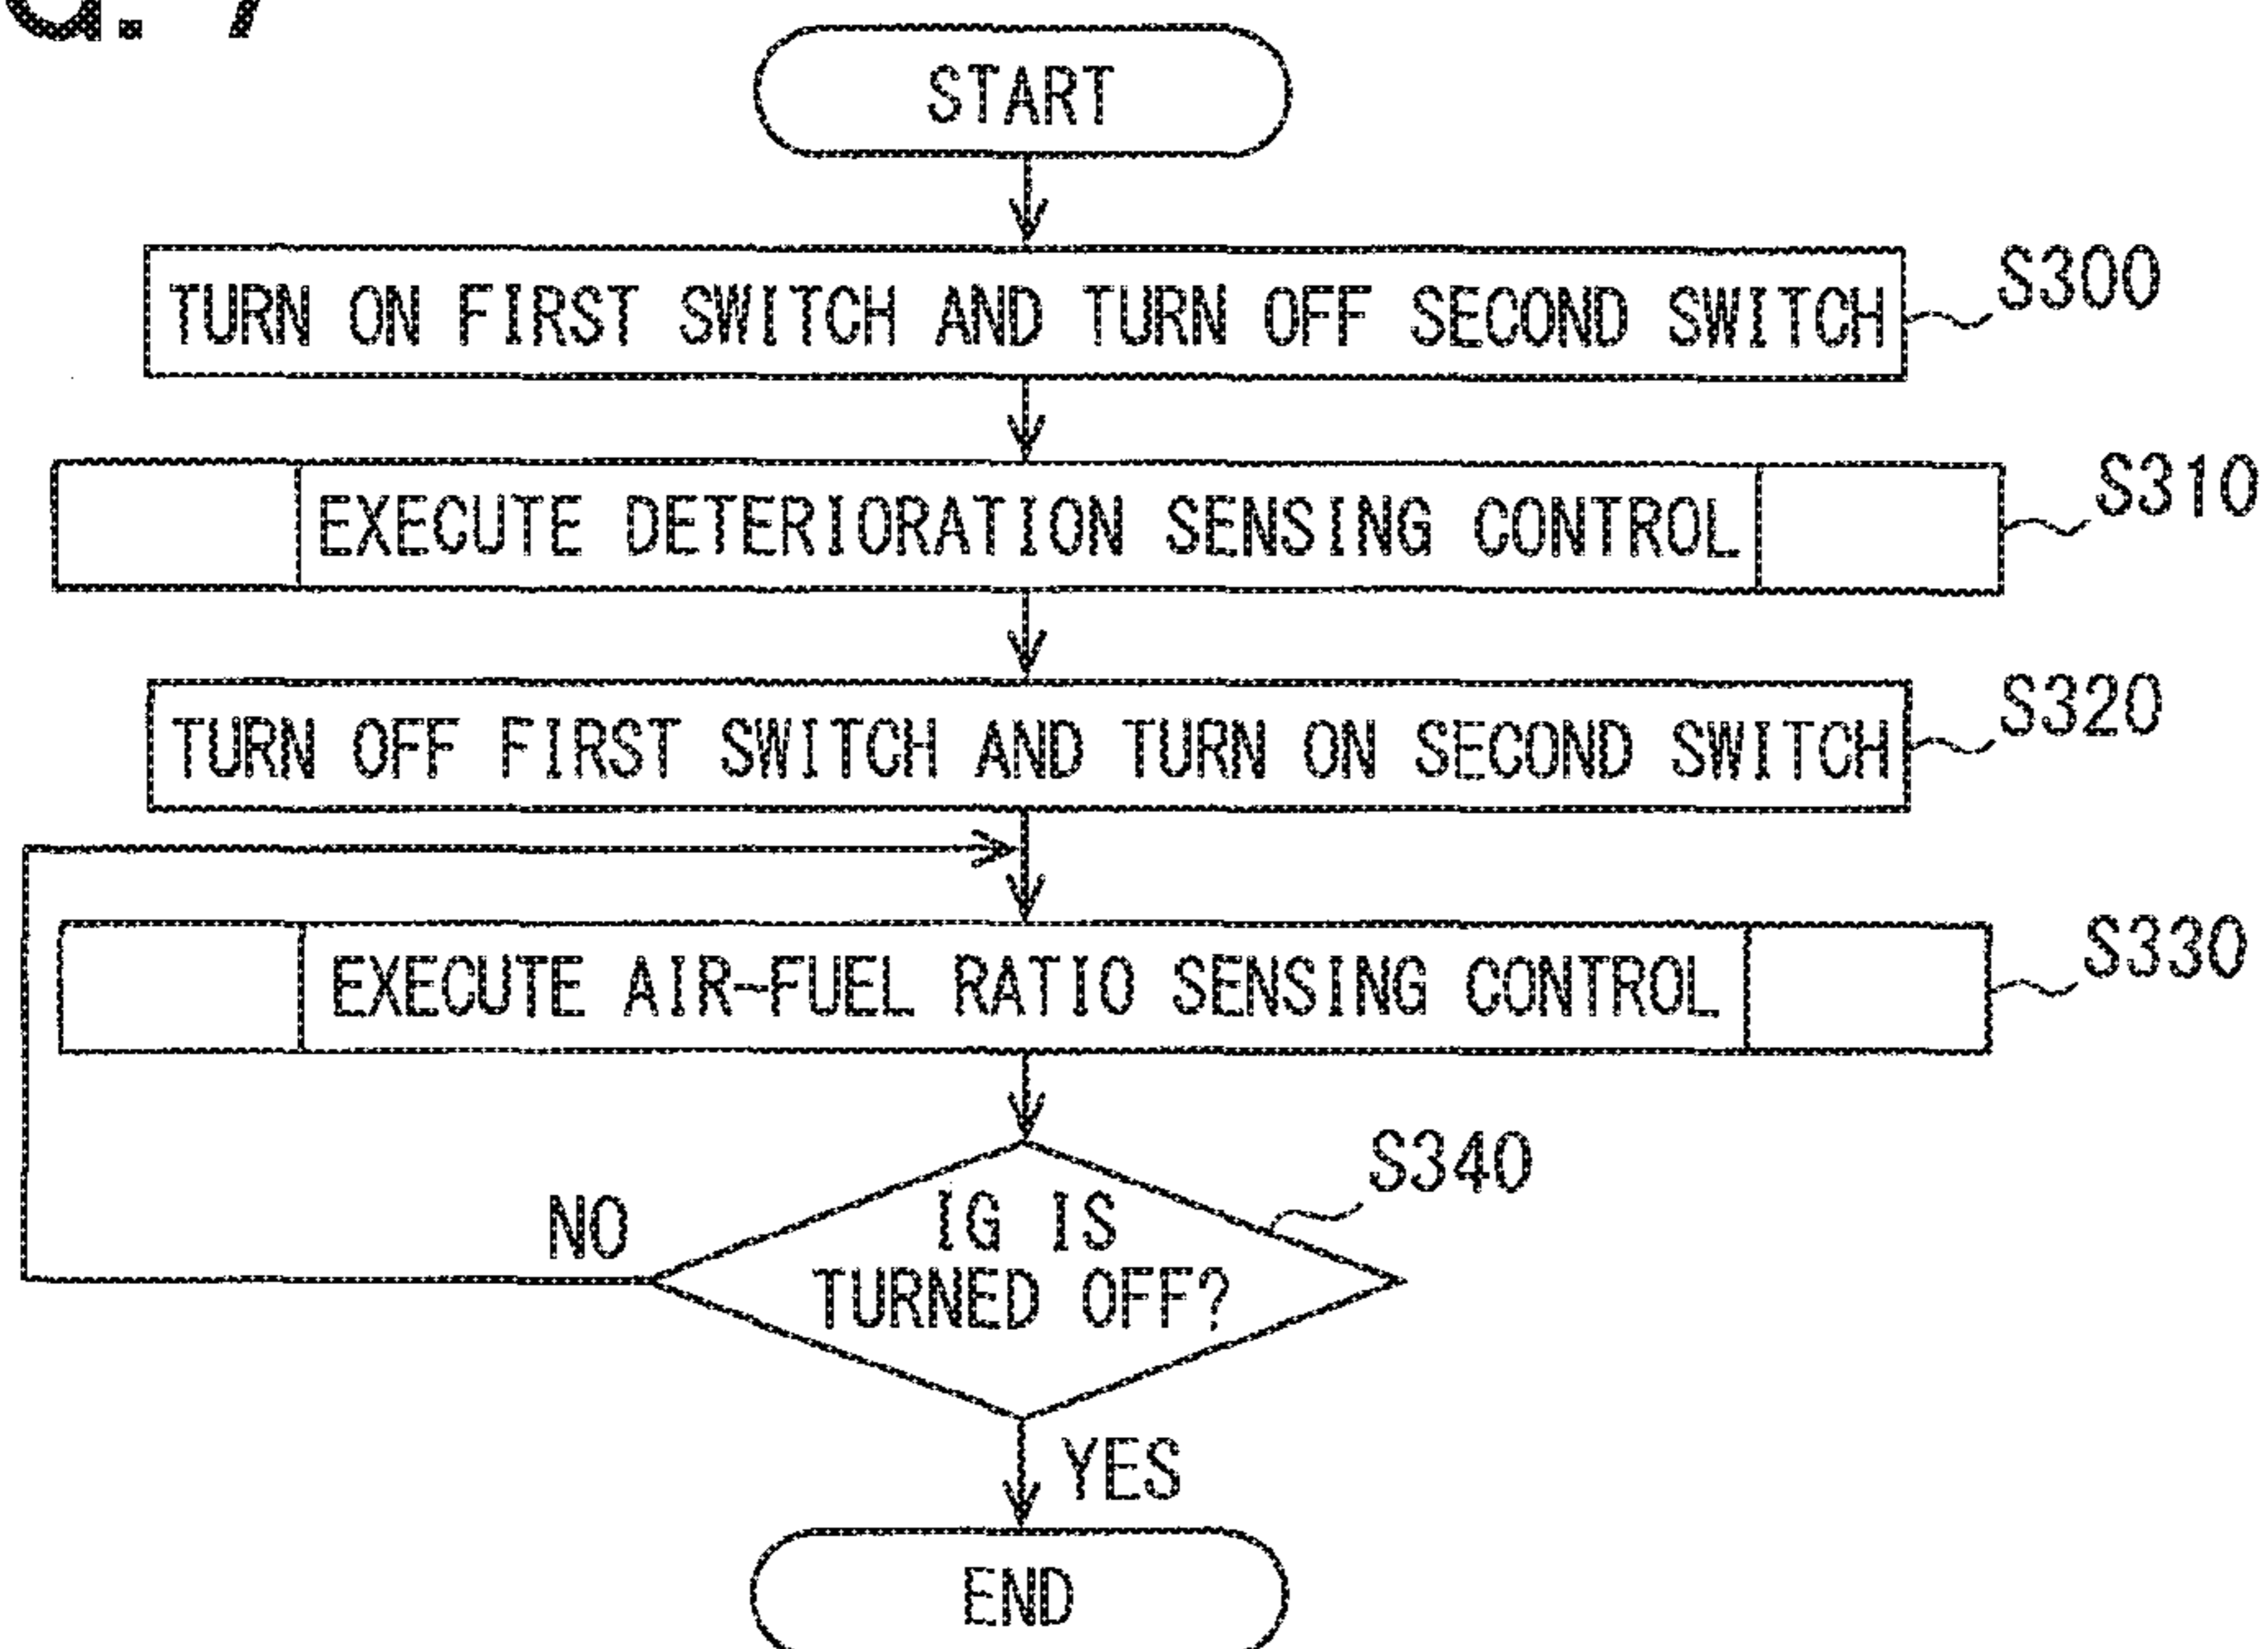 START
TURN ON FIRST SWITCH AND TURN OFF SECOND SWITCH
S300
EXECUTE DETERIORATION SENSING CONTROL
S310
TURN OFF FIRST SWITCH AND TURN ON SECOND SWITCH
S320
EXECUTE AIR-FUEL RATIO SENSING CONTROL
S330
S340
IG IS
TURNED OFF?
NO
YES
END